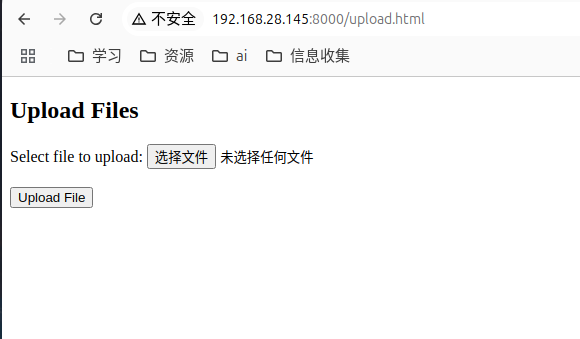 不安全 192.168.28.145:8000/upload.html
学习 资源 ai 信息收集
Upload Files
Select file to upload: 选择文件 未选择任何文件
Upload File